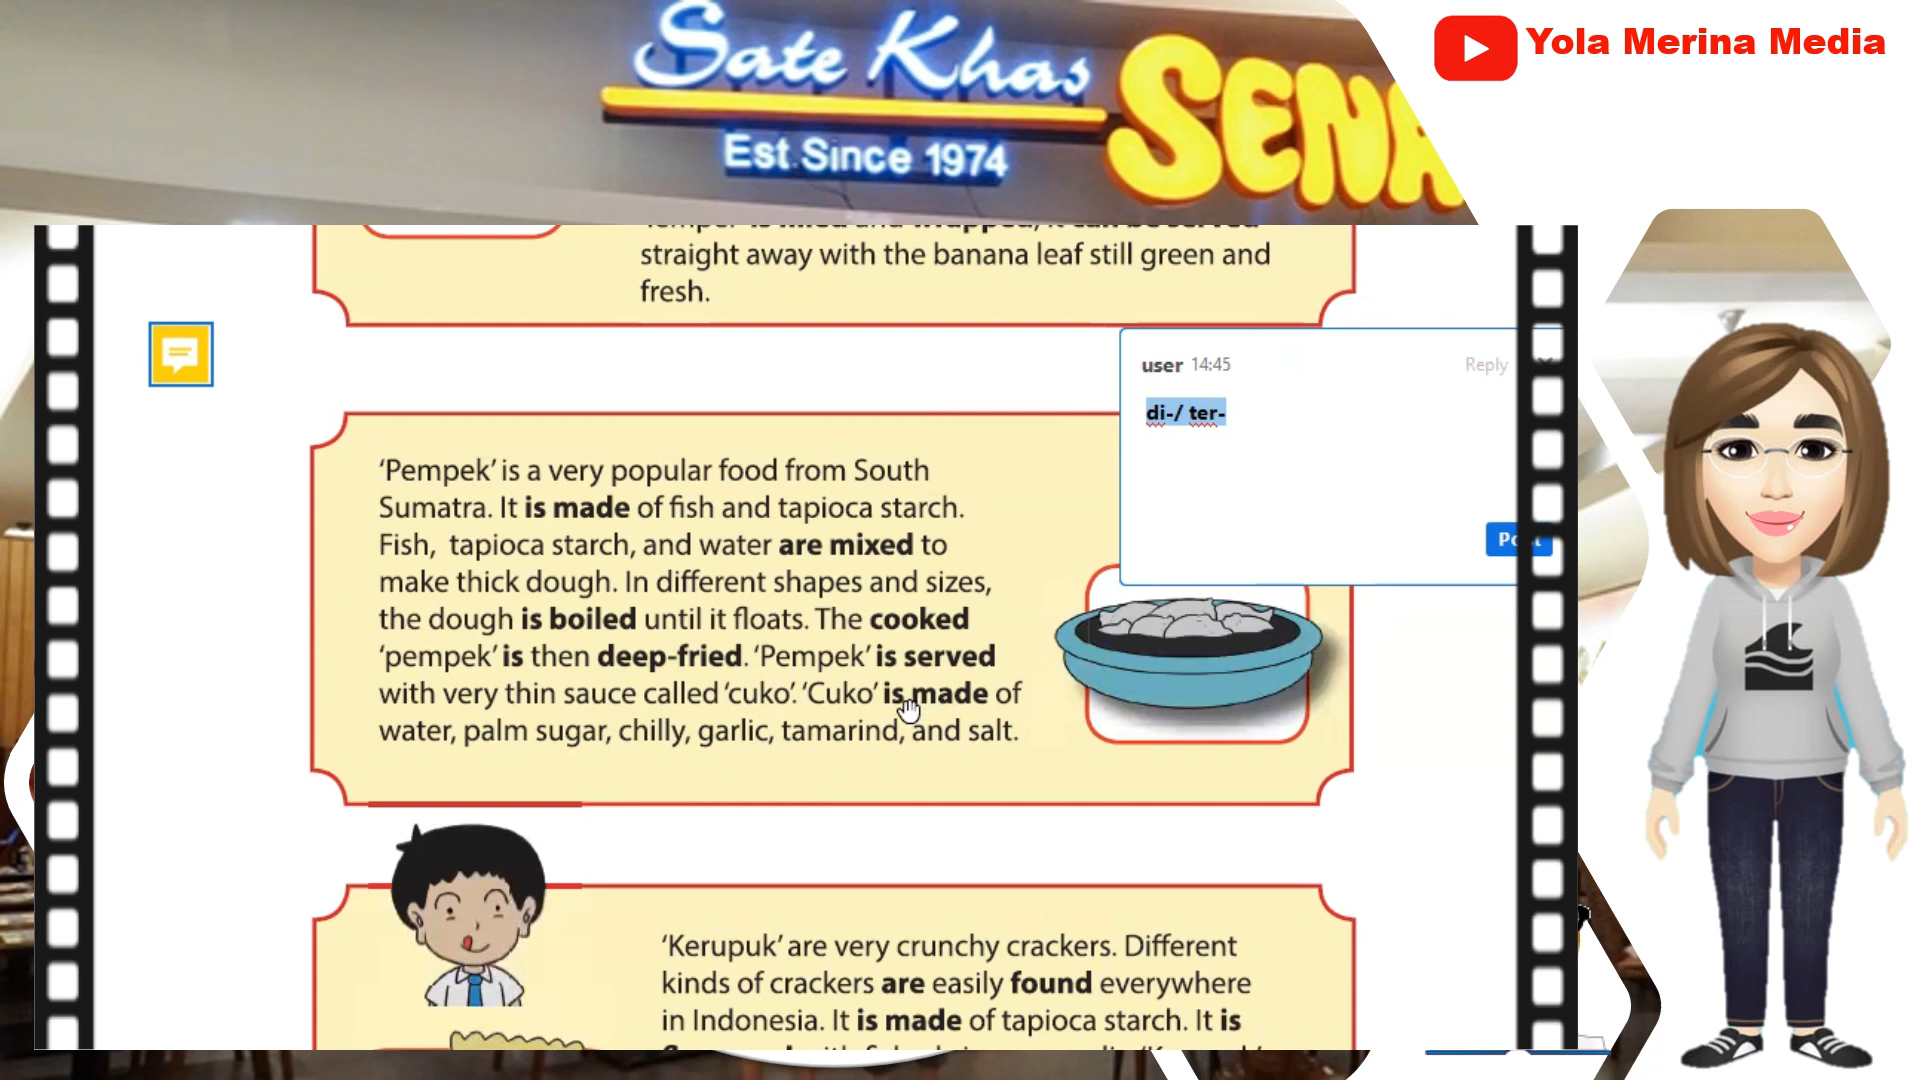 Sate Khas
SENA
Est.Since 1974
Yola Merina Media
straight away with the banana leaf still green and
fresh.
user 14:45
Reply
di-/ ter-
‘Pempek’ is a very popular food from South
Sumatra. It is made of fish and tapioca starch.
Fish, tapioca starch, and water are mixed to
make thick dough. In different shapes and sizes,
the dough is boiled until it floats. The cooked
‘pempek’ is then deep-fried. ‘Pempek’ is served
with very thin sauce called ‘cuko’. ‘Cuko’ is made of
water, palm sugar, chilly, garlic, tamarind, and salt.
‘Kerupuk’ are very crunchy crackers. Different
kinds of crackers are easily found everywhere
in Indonesia. It is made of tapioca starch. It is